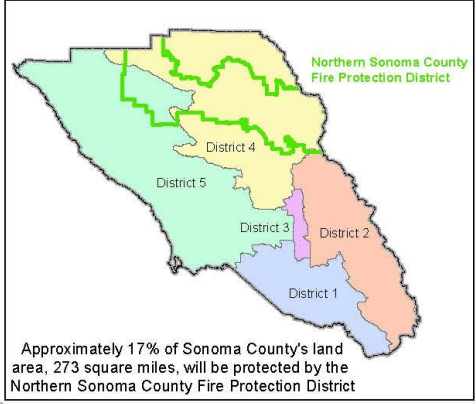 Northern Sonoma County
Fire Protection District
District 4
District 5
District 3
District 2
District 1
Approximately 17% of Sonoma County's land
area, 273 square miles, will be protected by the
Northern Sonoma County Fire Protection District